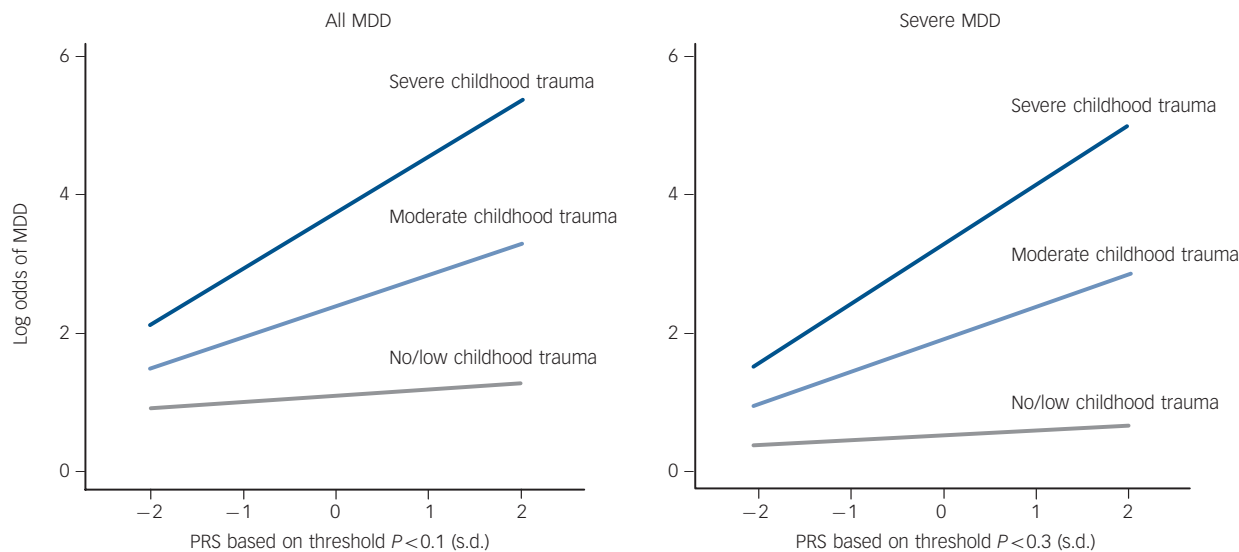 All MDD
Severe MDD
Log odds of MDD
6
4
2
0
Severe childhood trauma
Moderate childhood trauma
No/low childhood trauma
−2 −1 0 1 2
PRS based on threshold P<0.1 (s.d.)
6
4
2
0
Severe childhood trauma
Moderate childhood trauma
No/low childhood trauma
−2 −1 0 1 2
PRS based on threshold P<0.3 (s.d.)